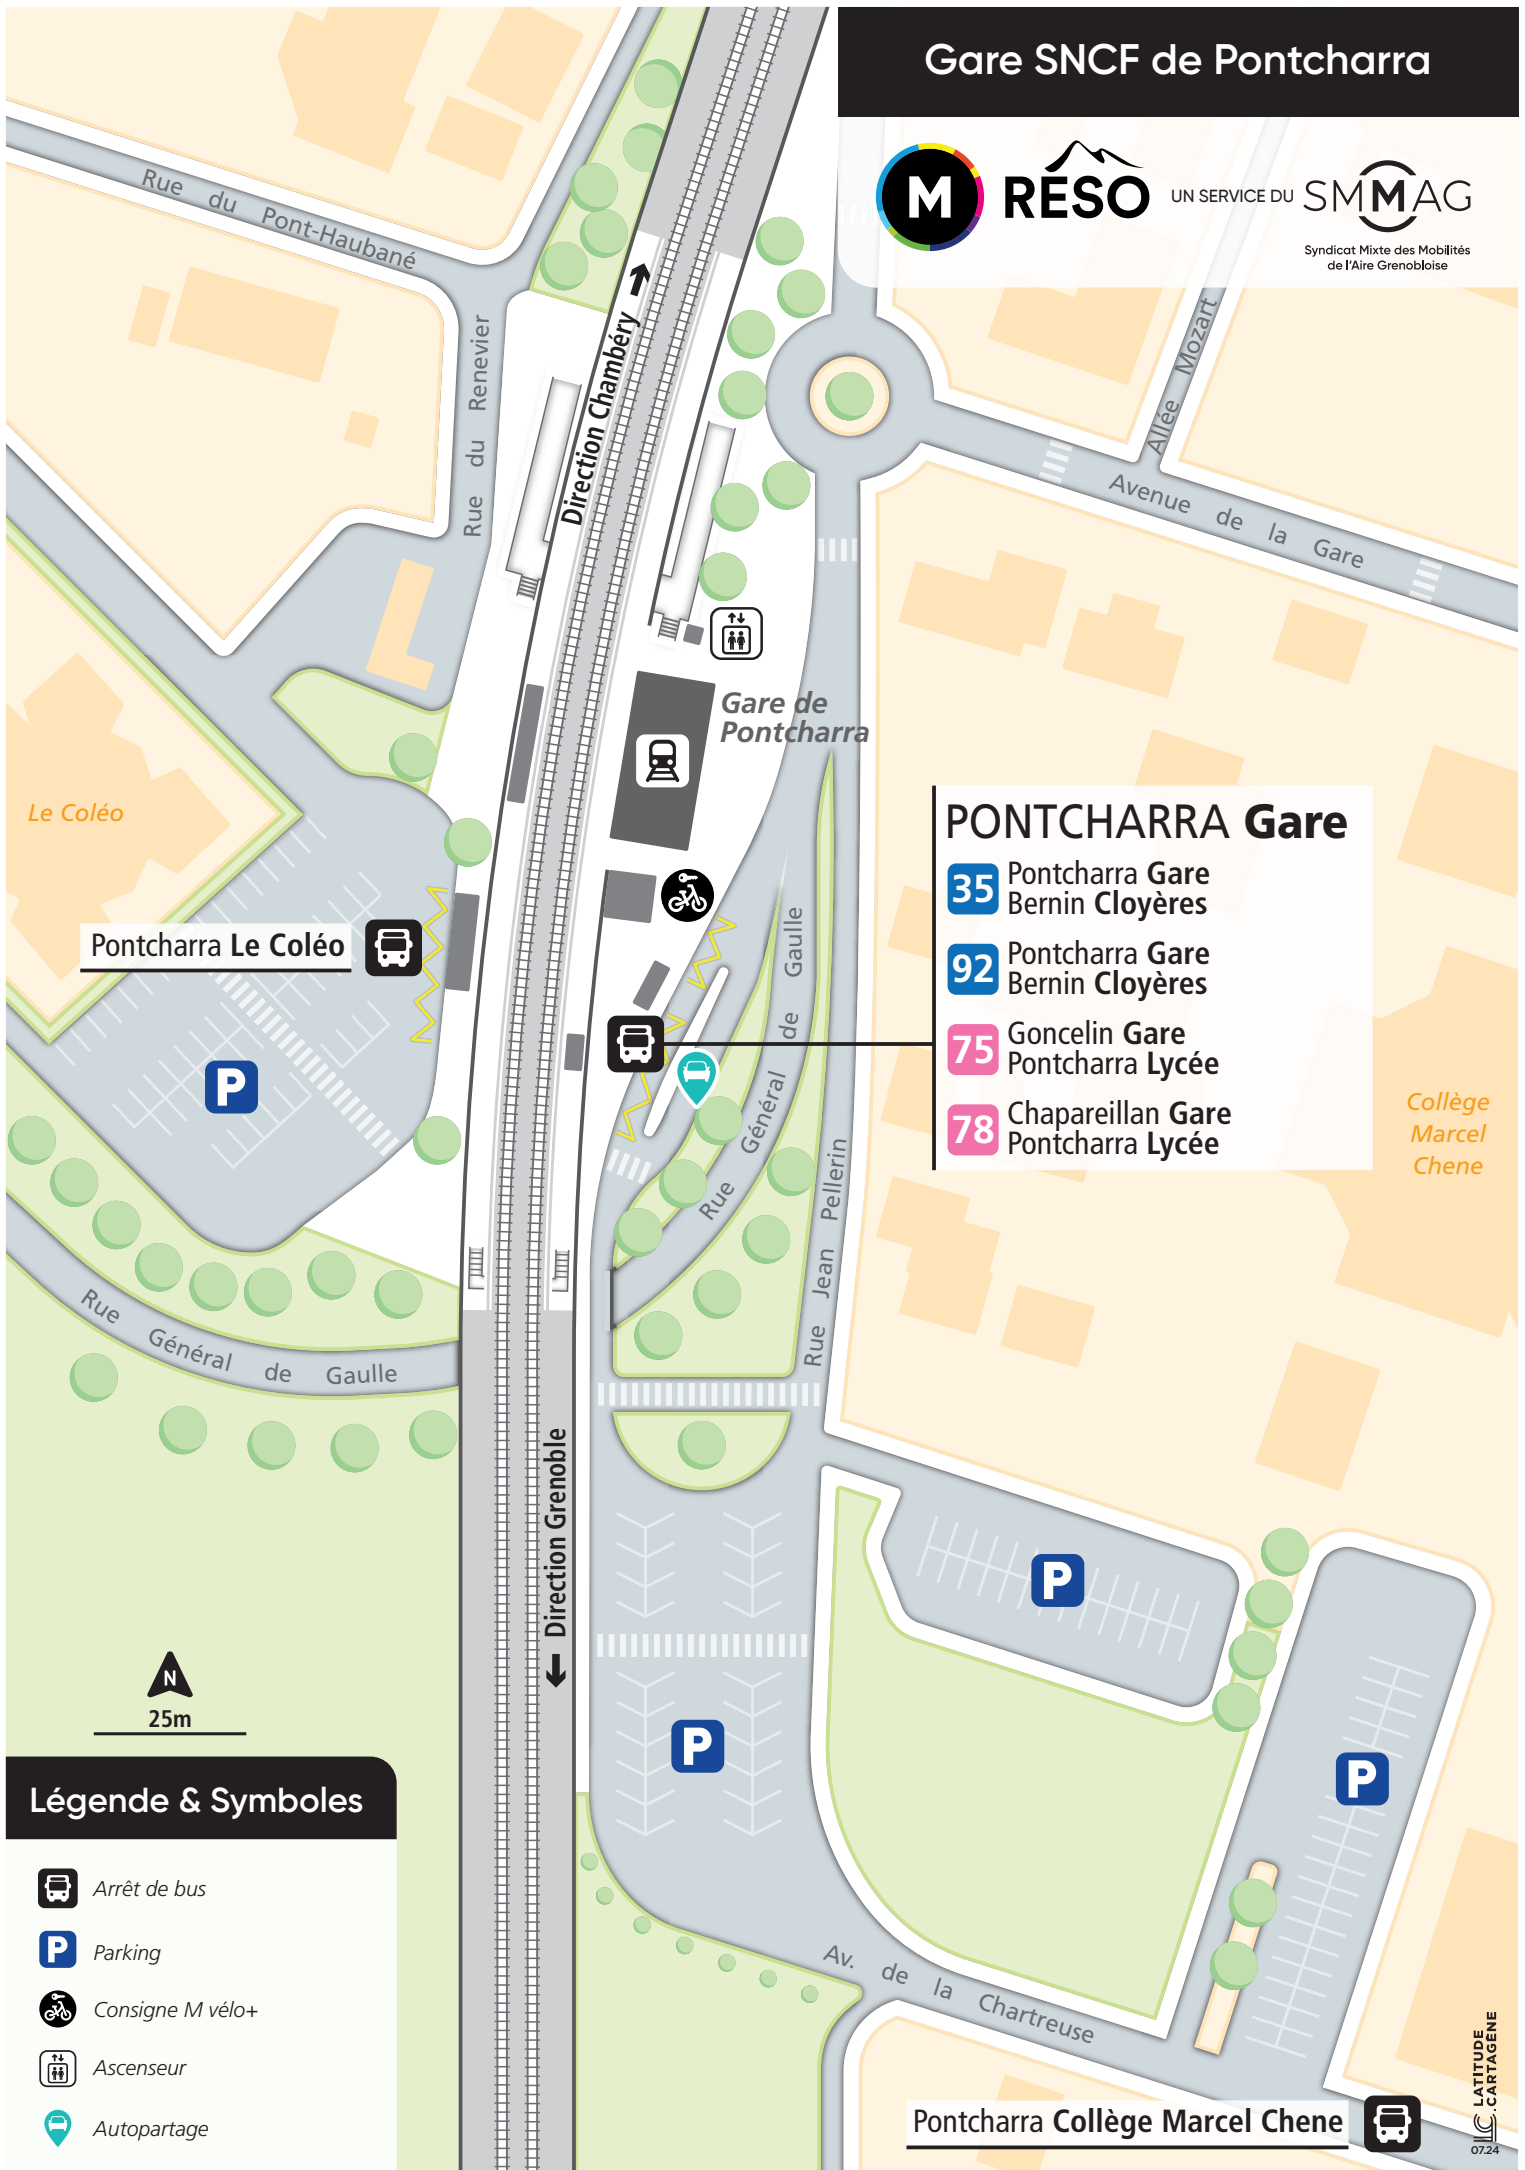 Gare SNCF de Pontcharra
M RÉSO UN SERVICE DU SMMAG
Syndicat Mixte des Mobilités
de l'Aire Grenobloise
Rue du Pont-Haubané
Rue du Renevier
Direction Chambéry
Allée Mozart
Avenue de la Gare
Gare de
Pontcharra
Le Coléo
Pontcharra Le Coléo
P
PONTCHARRA Gare
35 Pontcharra Gare
Bernin Cloyères
92 Pontcharra Gare
Bernin Cloyères
75 Goncelin Gare
Pontcharra Lycée
78 Chapareillan Gare
Pontcharra Lycée
Collège
Marcel
Chene
Rue Général de Gaulle
Rue Jean Pellerin
Rue Général de Gaulle
Direction Grenoble
P
P
P
N
25m
Av. de la Chartreuse
Pontcharra Collège Marcel Chene
Légende & Symboles
Arrêt de bus
P Parking
Consigne M vélo+
Ascenseur
Autopartage
LC LATITUDE
.CARTAGÈNE
07.24